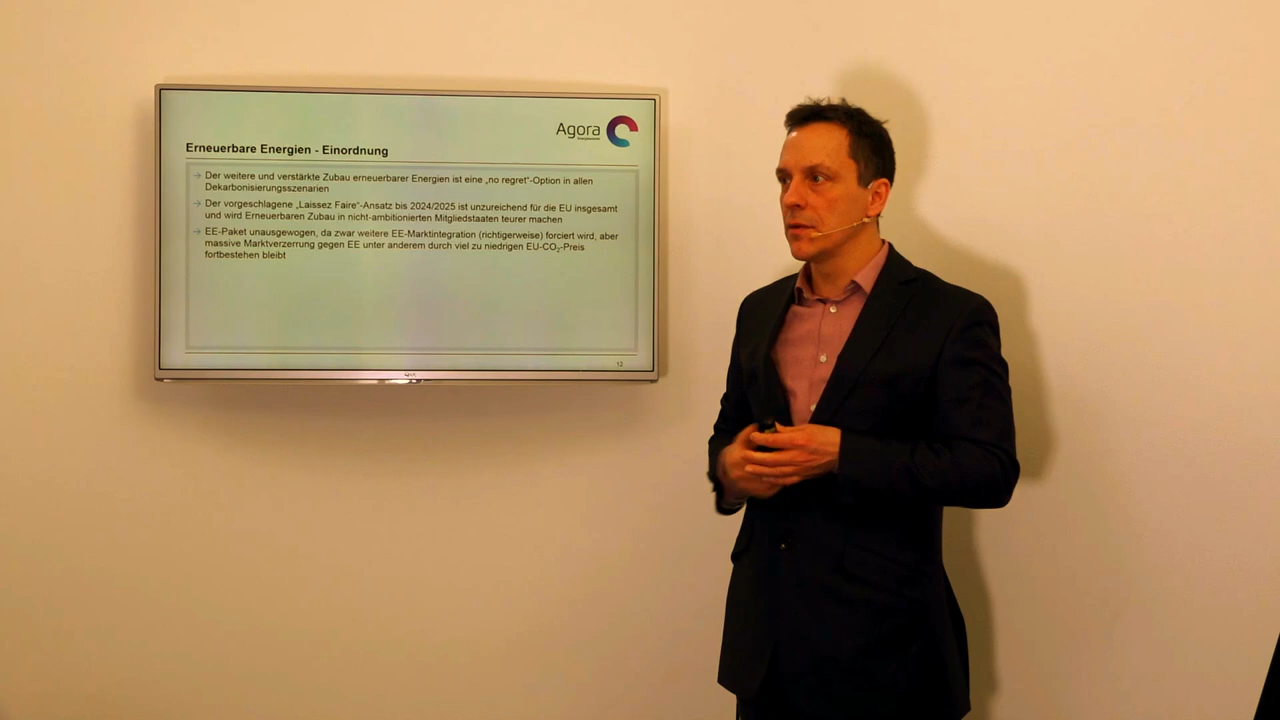 Agora
Energiewende
Erneuerbare Energien - Einordnung
→ Der weitere und verstärkte Zubau erneuerbarer Energien ist eine „no regret“-Option in allen
Dekarbonisierungsszenarien
→ Der vorgeschlagene „Laissez Faire“-Ansatz bis 2024/2025 ist unzureichend für die EU insgesamt
und wird Erneuerbaren Zubau in nicht-ambitionierten Mitgliedstaaten teurer machen
→ EE-Paket unausgewogen, da zwar weitere EE-Marktintegration (richtigerweise) forciert wird, aber
massive Marktverzerrung gegen EE unter anderem durch viel zu niedrigen EU-CO₂-Preis
fortbestehen bleibt
12